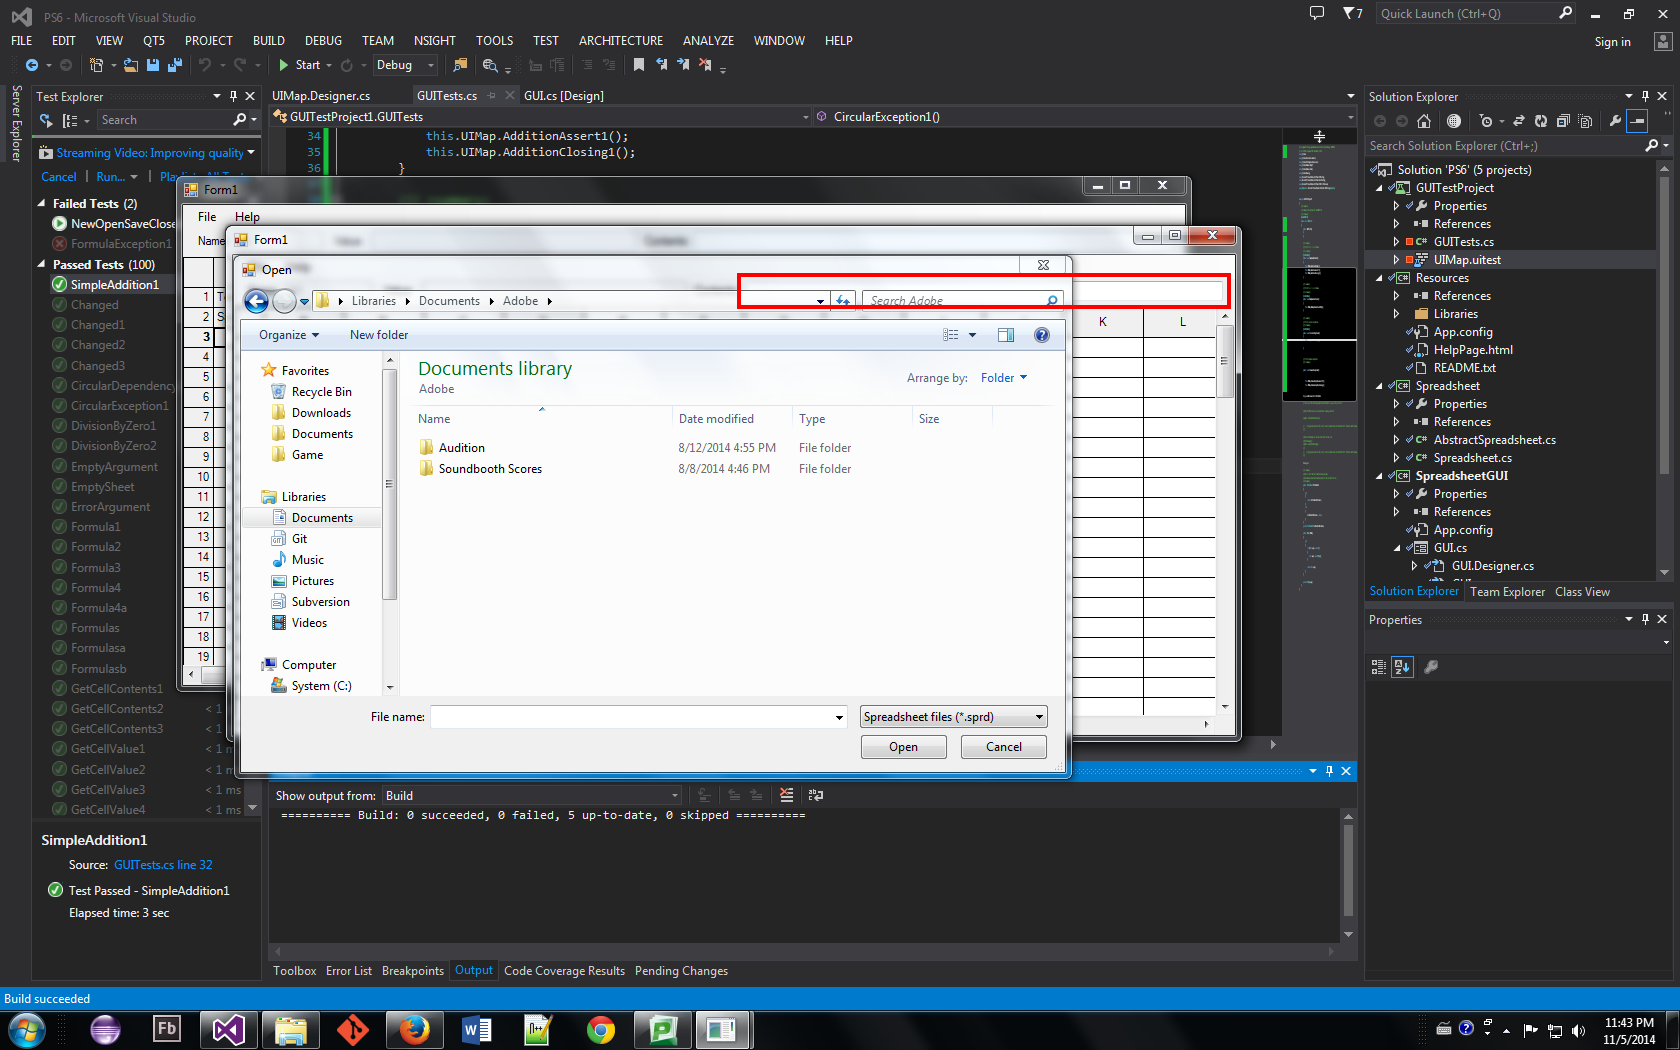 PS6 - Microsoft Visual Studio
7
Quick Launch (Ctrl+Q)
FILE EDIT VIEW QT5 PROJECT BUILD DEBUG TEAM NSIGHT TOOLS TEST ARCHITECTURE ANALYZE WINDOW HELP
Sign in
Start Debug
Server Explorer
Test Explorer
Search
Streaming Video: Improving quality
Cancel | Run... |
Failed Tests (2)
NewOpenSaveClose
FormulaException1
Passed Tests (100)
SimpleAddition1
Changed
Changed1
Changed2
Changed3
CircularDependency
CircularException1
DivisionByZero1
DivisionByZero2
EmptyArgument
EmptySheet
ErrorArgument
Formula1
Formula2
Formula3
Formula4
Formula4a
Formulas
Formulasa
Formulasb
GetCellContents1
GetCellContents2 < 1
GetCellContents3 < 1
GetCellValue1 < 1 m
GetCellValue2 < 1 m
GetCellValue3 < 1 ms
GetCellValue4 < 1 ms
SimpleAddition1
Source: GUITests.cs line 32
Test Passed - SimpleAddition1
Elapsed time: 3 sec
UIMap.Designer.cs GUITests.cs GUI.cs [Design]
GUITestProject1.GUITests CircularException1()
34 this.UIMap.AdditionAssert1();
35 this.UIMap.AdditionClosing1();
36 }
Form1
File Help
Name
1 T
2 S
3
4
5
6
7
8
9
10
11
12
13
14
15
16
17
18
19
Form1
K L
Open
Libraries Documents Adobe
Search Adobe
Organize New folder
Favorites
Recycle Bin
Downloads
Documents
Game
Libraries
Documents
Git
Music
Pictures
Subversion
Videos
Computer
System (C:)
Documents library
Adobe
Arrange by: Folder
Name Date modified Type Size
Audition 8/12/2014 4:55 PM File folder
Soundbooth Scores 8/8/2014 4:46 PM File folder
File name: Spreadsheet files (*.sprd)
Open Cancel
Show output from: Build
========== Build: 0 succeeded, 0 failed, 5 up-to-date, 0 skipped ==========
Toolbox Error List Breakpoints Output Code Coverage Results Pending Changes
Solution Explorer
Search Solution Explorer (Ctrl+;)
Solution 'PS6' (5 projects)
GUITestProject
Properties
References
GUITests.cs
UIMap.uitest
Resources
References
Libraries
App.config
HelpPage.html
README.txt
Spreadsheet
Properties
References
AbstractSpreadsheet.cs
Spreadsheet.cs
SpreadsheetGUI
Properties
References
App.config
GUI.cs
GUI.Designer.cs
Solution Explorer Team Explorer Class View
Properties
Build succeeded
Fb
11:43 PM
11/5/2014